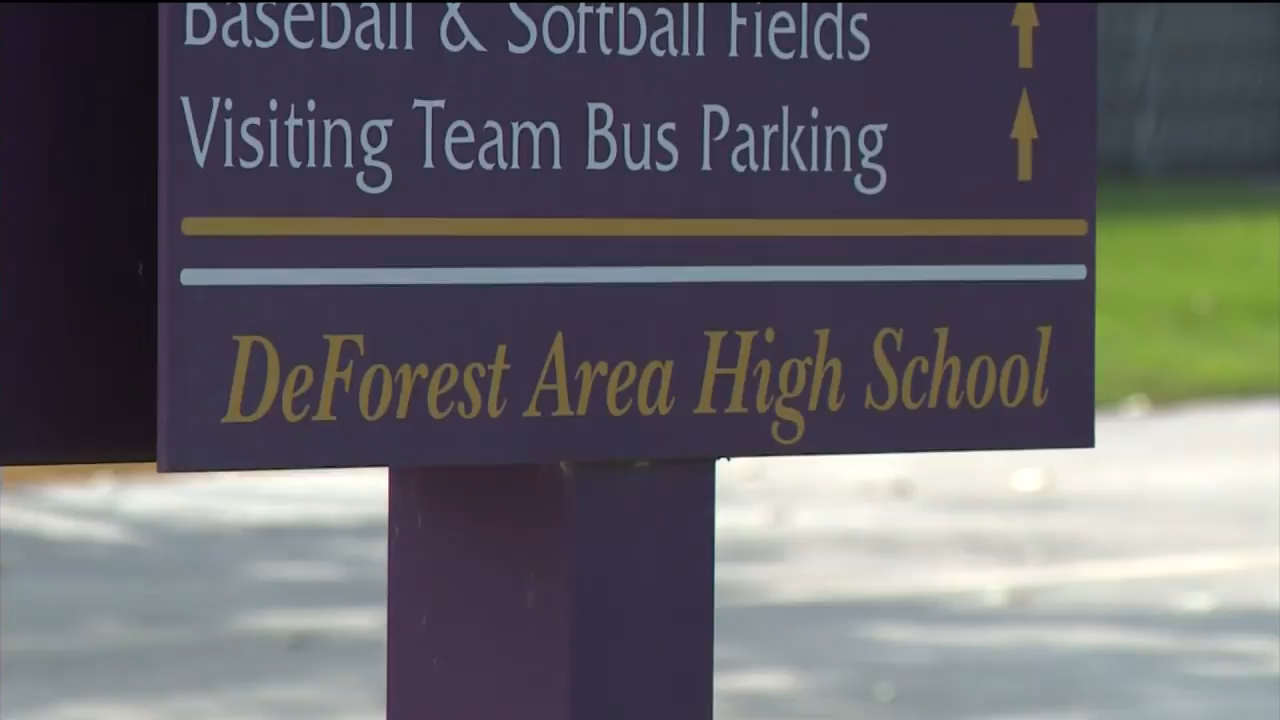 Baseball & Softball Fields
Visiting Team Bus Parking
DeForest Area High School